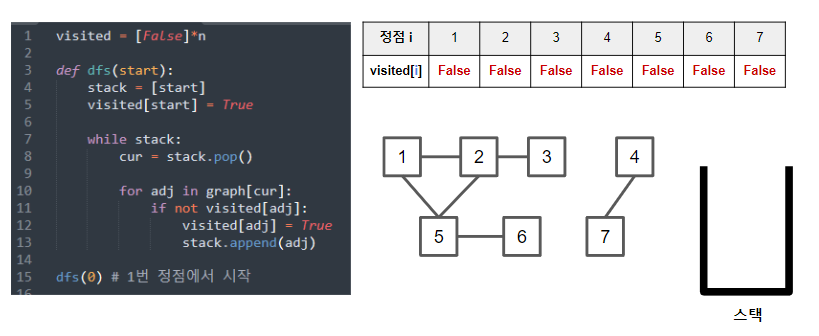 1 visited = [False]*n
2
3 def dfs(start):
4     stack = [start]
5     visited[start] = True
6
7     while stack:
8         cur = stack.pop()
9
10         for adj in graph[cur]:
11             if not visited[adj]:
12                 visited[adj] = True
13                 stack.append(adj)
14
15 dfs(0) # 1번 정점에서 시작
16
정점 i 1 2 3 4 5 6 7
visited[i] False False False False False False False
1 2 3 4
5 6 7
스택